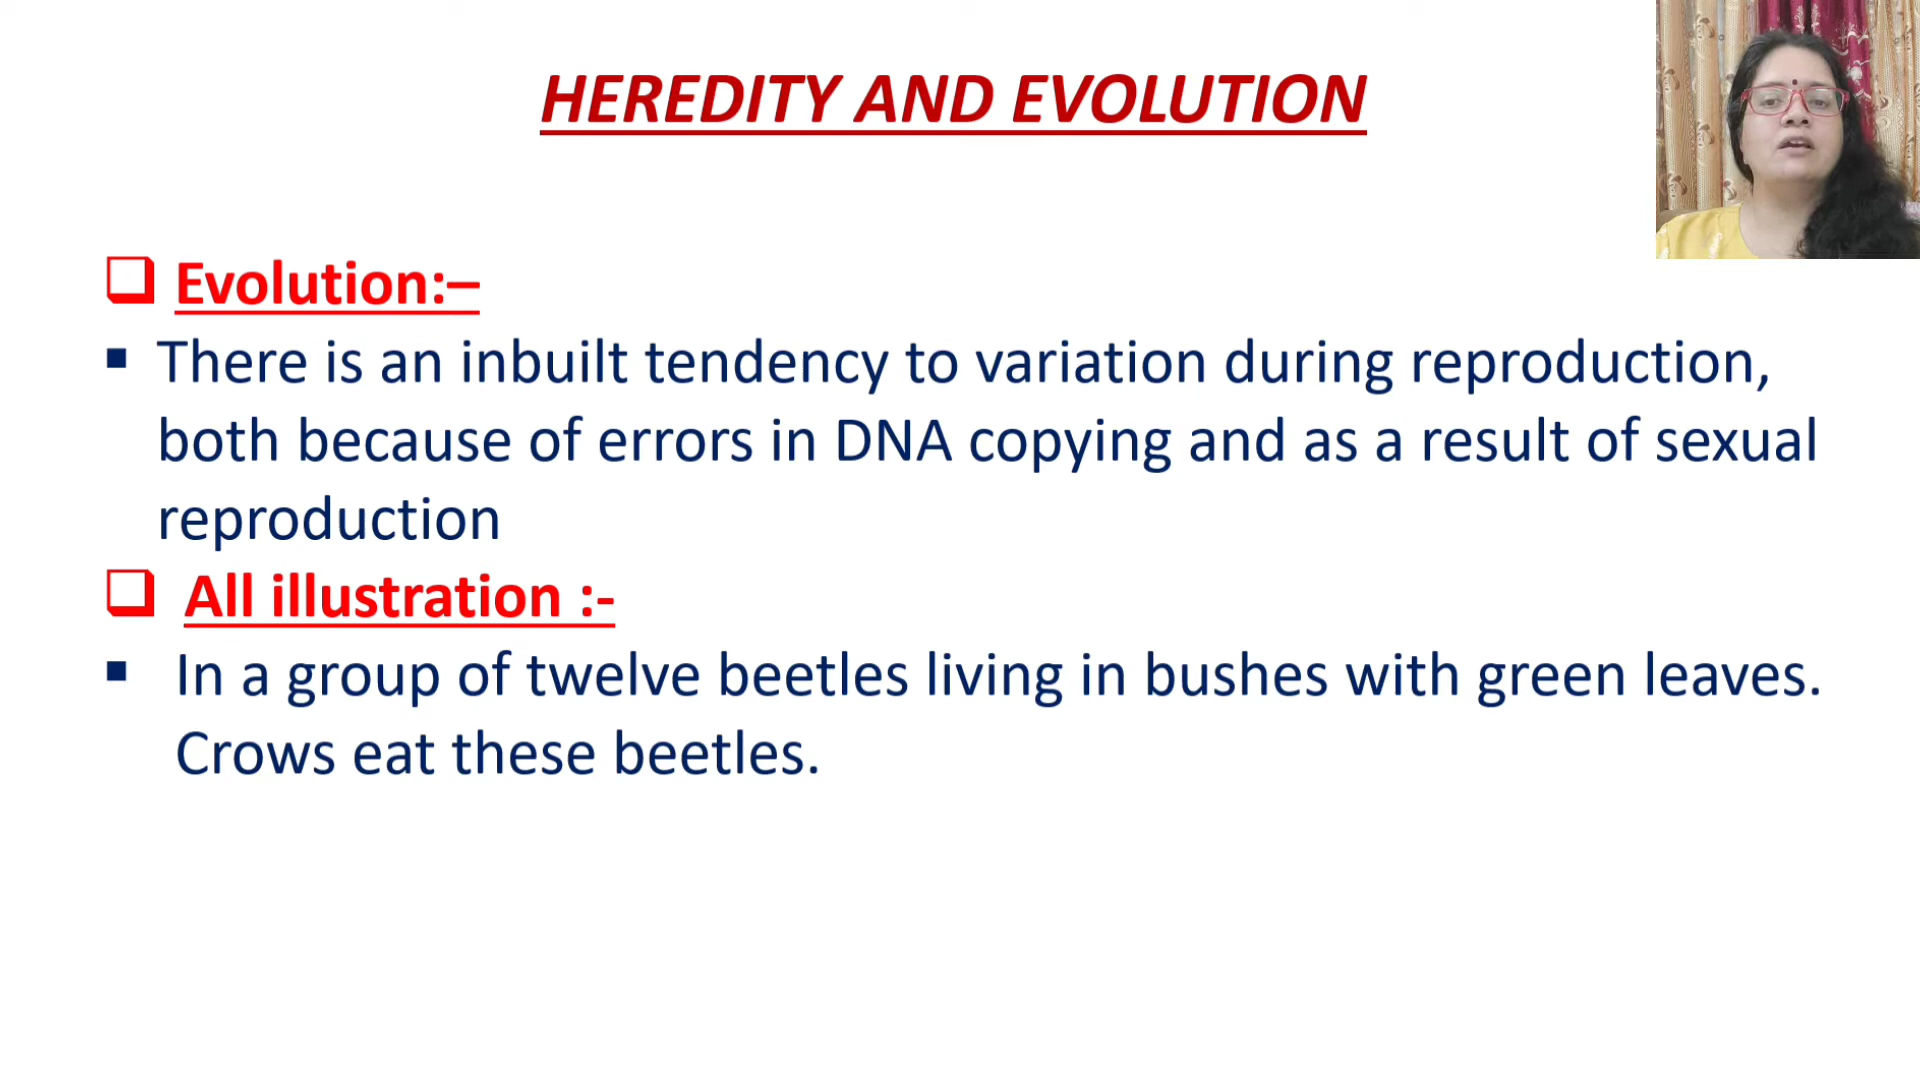 HEREDITY AND EVOLUTION
Evolution:–
There is an inbuilt tendency to variation during reproduction,
both because of errors in DNA copying and as a result of sexual
reproduction
All illustration :-
In a group of twelve beetles living in bushes with green leaves.
Crows eat these beetles.